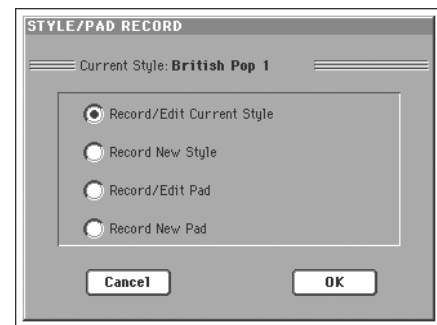 STYLE/PAD RECORD
Current Style: British Pop 1
Record/Edit Current Style
Record New Style
Record/Edit Pad
Record New Pad
Cancel OK